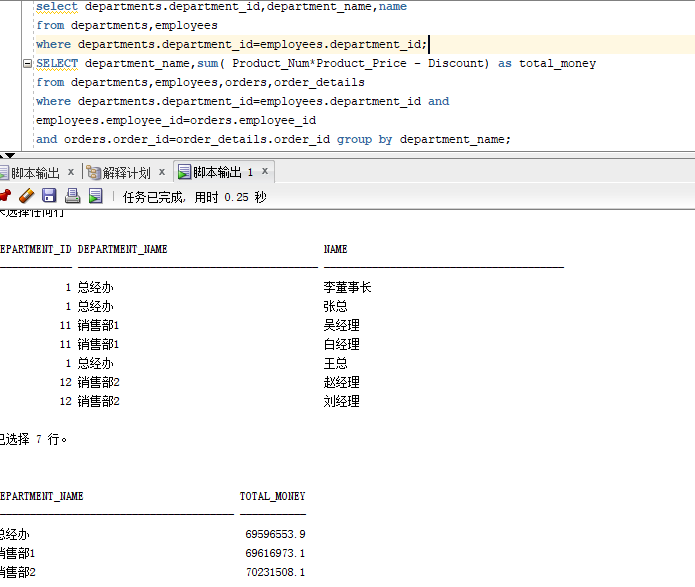 select departments.department_id,department_name,name
from departments,employees
where departments.department_id=employees.department_id;
SELECT department_name,sum( Product_Num*Product_Price - Discount) as total_money
from departments,employees,orders,order_details
where departments.department_id=employees.department_id and
employees.employee_id=orders.employee_id
and orders.order_id=order_details.order_id group by department_name;
脚本输出 x 解释计划 x 脚本输出 1 x
任务已完成, 用时 0.25 秒
选择任何行
EPARTMENT_ID DEPARTMENT_NAME NAME
1 总经办 李董事长
1 总经办 张总
11 销售部1 吴经理
11 销售部1 白经理
1 总经办 王总
12 销售部2 赵经理
12 销售部2 刘经理
已选择 7 行。
EPARTMENT_NAME TOTAL_MONEY
总经办 69596553.9
销售部1 69616973.1
销售部2 70231508.1